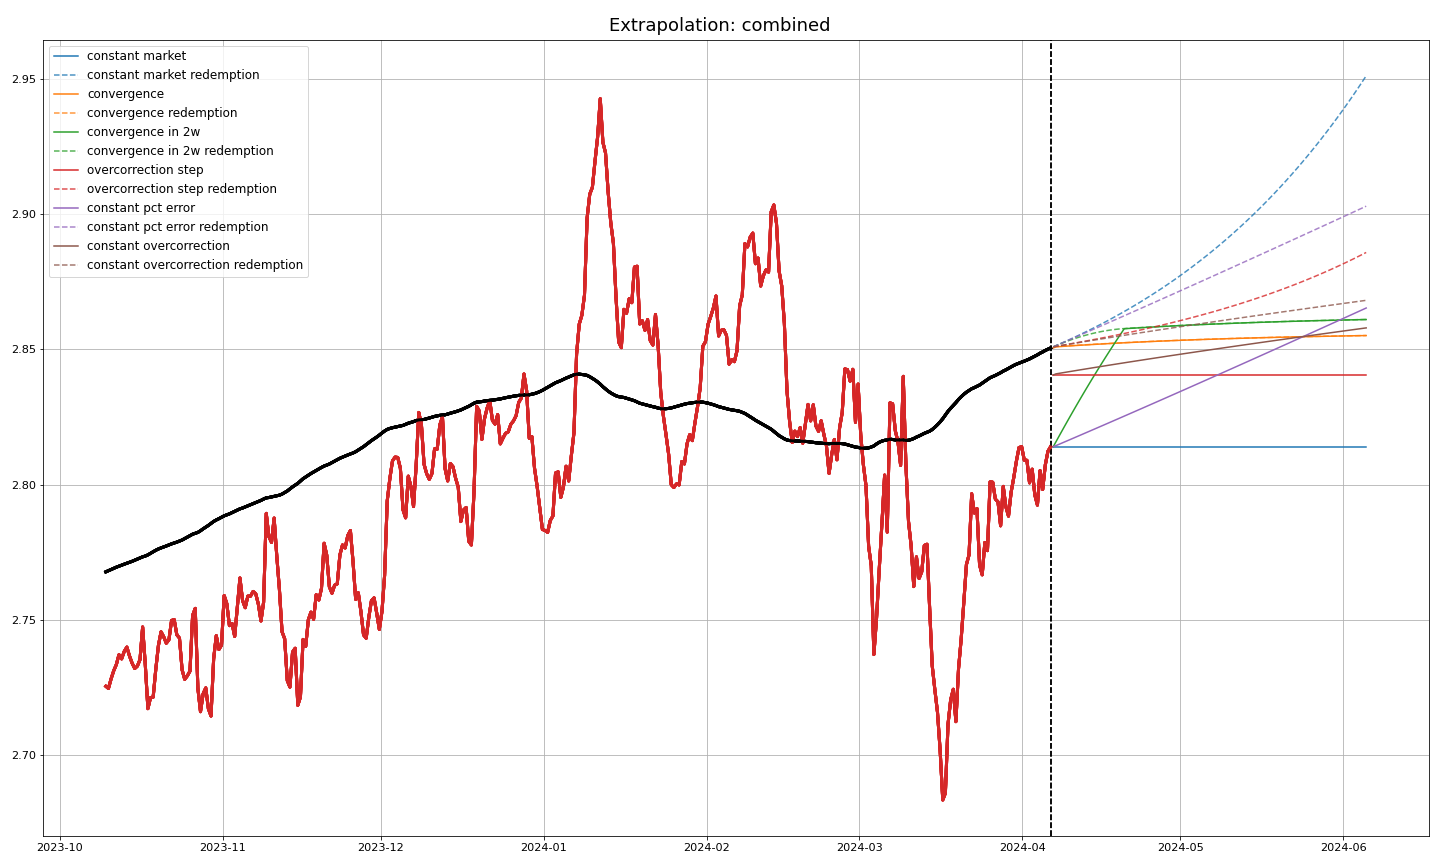 Extrapolation: combined
constant market
constant market redemption
convergence
convergence redemption
convergence in 2w
convergence in 2w redemption
overcorrection step
overcorrection step redemption
constant pct error
constant pct error redemption
constant overcorrection
constant overcorrection redemption
2.95
2.90
2.85
2.80
2.75
2.70
2023-10 2023-11 2023-12 2024-01 2024-02 2024-03 2024-04 2024-05 2024-06